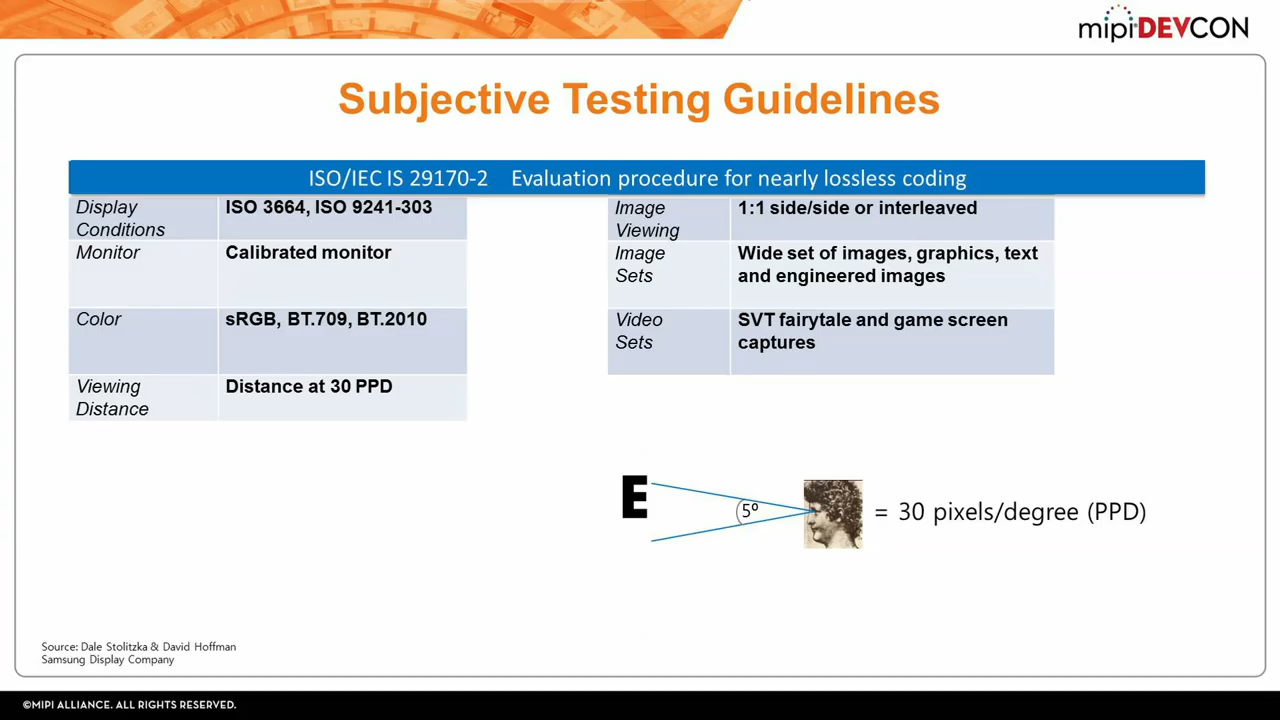 mipiDEVCON
Subjective Testing Guidelines
ISO/IEC IS 29170-2 Evaluation procedure for nearly lossless coding
Display
Conditions
ISO 3664, ISO 9241-303
Monitor
Calibrated monitor
Color
sRGB, BT.709, BT.2010
Viewing
Distance
Distance at 30 PPD
Image
Viewing
1:1 side/side or interleaved
Image
Sets
Wide set of images, graphics, text
and engineered images
Video
Sets
SVT fairytale and game screen
captures
E
5º
= 30 pixels/degree (PPD)
Source: Dale Stolitzka & David Hoffman
Samsung Display Company
©MIPI ALLIANCE. ALL RIGHTS RESERVED.